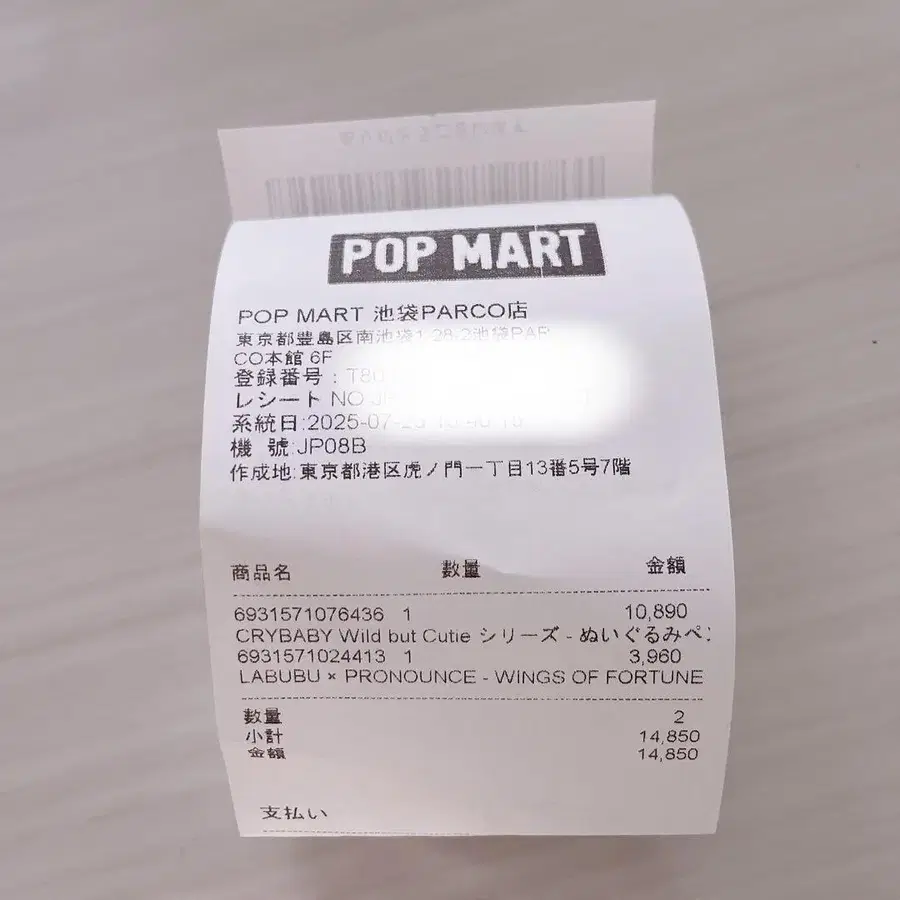 POP MART
POP MART 池袋PARCO店
東京都豊島区南池袋1-28-2池袋PAR
CO本館 6F
登録番号：T80
レシート NO
系統日:2025-07-
機 號:JP08B
作成地:東京都港区虎ノ門一丁目13番5号7階
商品名 数量 金額
6931571076436 1 10,890
CRYBABY Wild but Cutie シリーズ - ぬいぐるみペン
6931571024413 1 3,960
LABUBU × PRONOUNCE - WINGS OF FORTUNE
数量 2
小計 14,850
金額 14,850
支払い